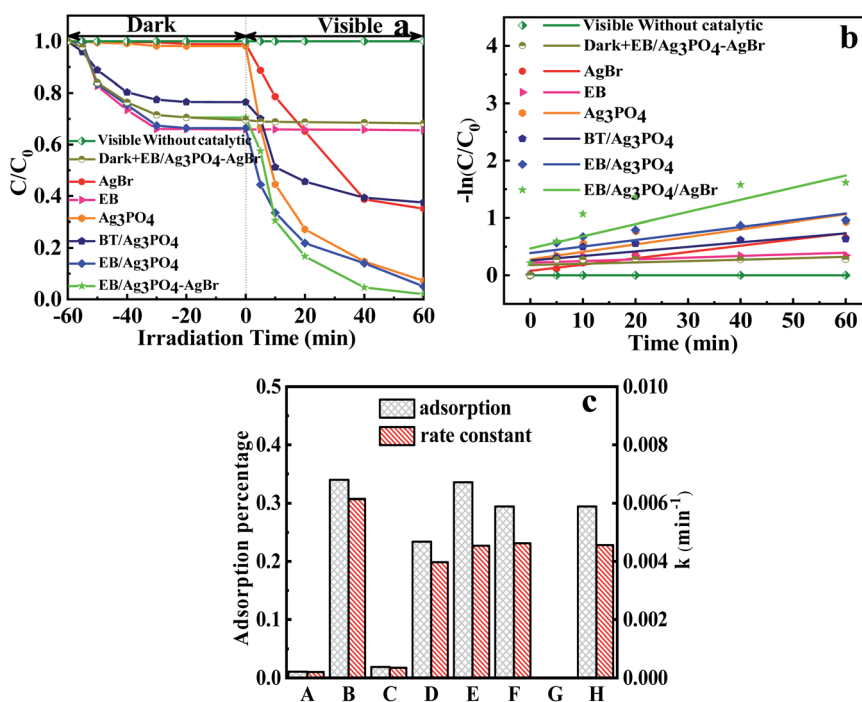 Dark
Visible
a
1.0
0.8
0.6
0.4
0.2
0.0
C/C0
Visible Without catalytic
Dark+EB/Ag3PO4-AgBr
AgBr
EB
Ag3PO4
BT/Ag3PO4
EB/Ag3PO4
EB/Ag3PO4-AgBr
-60 -40 -20 0 20 40 60
Irradiation Time (min)
b
-4
-3
-2
-1
0
-ln(C/C0)
Visible Without catalytic
Dark+EB/Ag3PO4-AgBr
AgBr
EB
Ag3PO4
BT/Ag3PO4
EB/Ag3PO4
EB/Ag3PO4/AgBr
0 10 20 30 40 50 60
Time (min)
c
0.5
0.4
0.3
0.2
0.1
0.0
Adsorption percentage
adsorption
rate constant
0.010
0.008
0.006
0.004
0.002
0.000
k (min-1)
A B C D E F G H